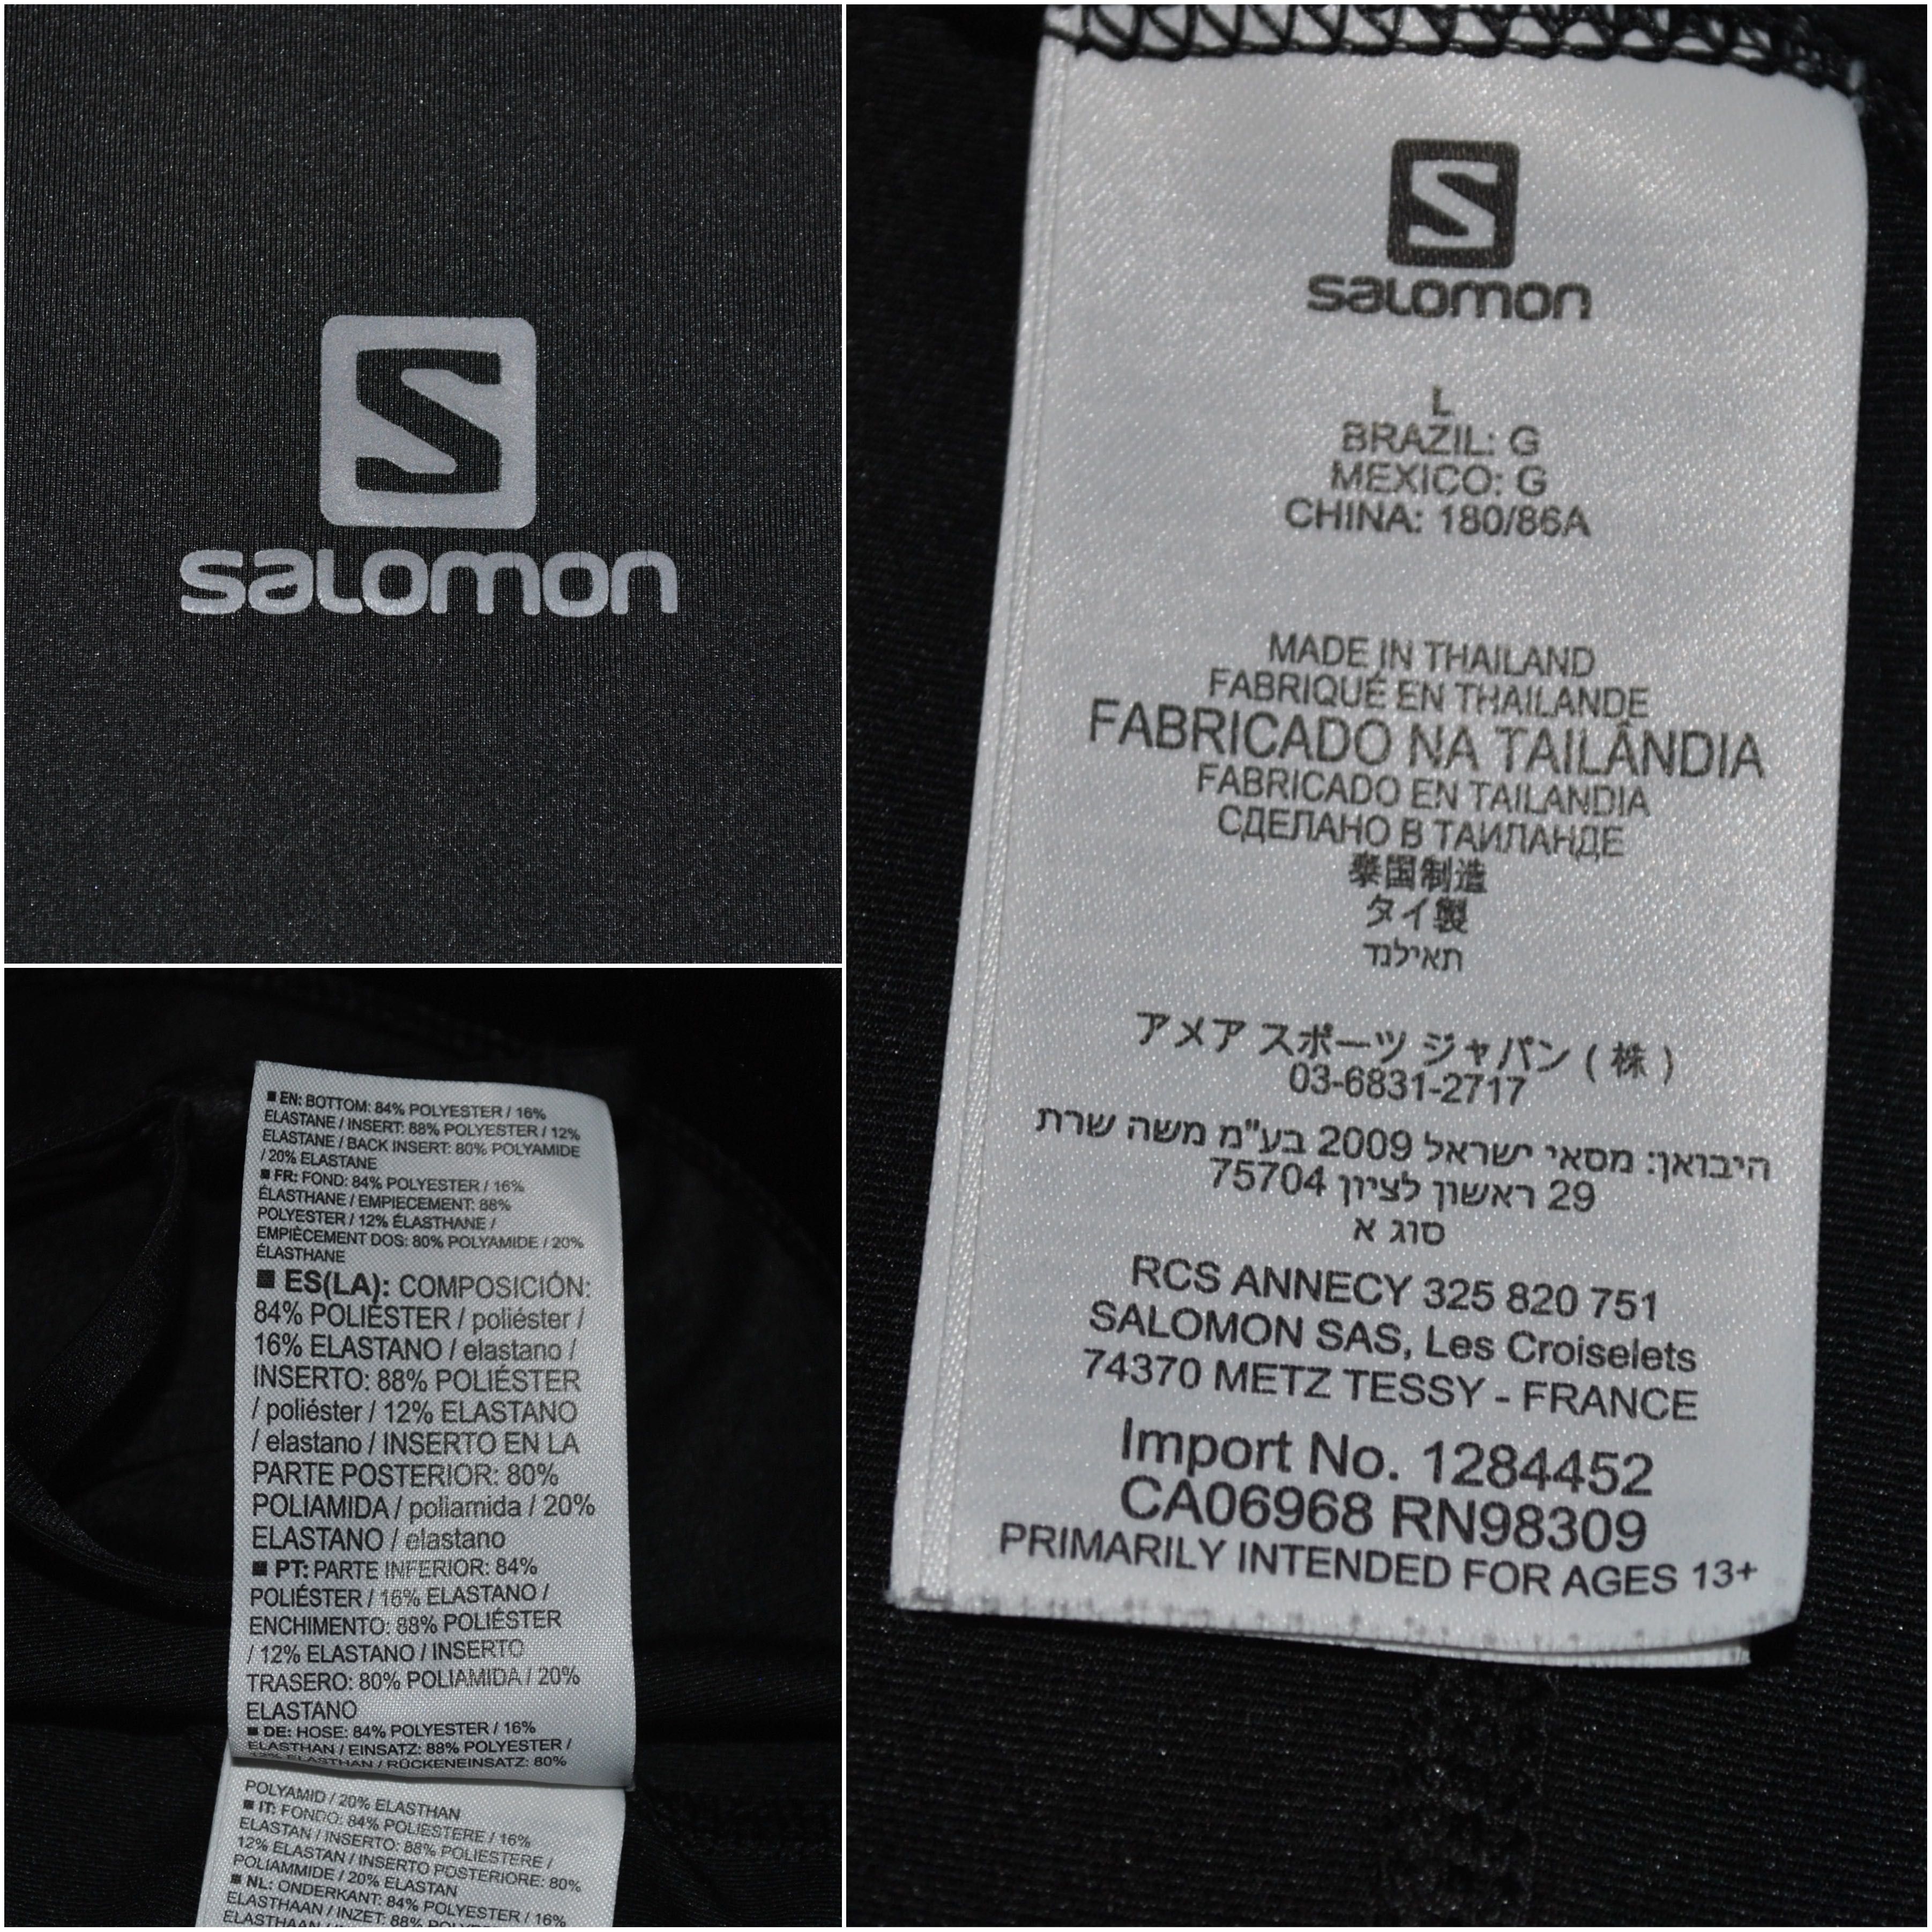 S
salomon
S
salomon
L
BRAZIL: G
MEXICO: G
CHINA: 180/86A
MADE IN THAILAND
FABRIQUÉ EN THAILANDE
FABRICADO NA TAILÂNDIA
FABRICADO EN TAILANDIA
СДЕЛАНО В ТАИЛАНДЕ
泰国制造
タイ製
תאילנד
アメア スポーツ ジャパン ( 株 )
03-6831-2717
היבואן: מסאי ישראל 2009 בע"מ משה שרת
29 ראשון לציון 75704
סוג א
RCS ANNECY 325 820 751
SALOMON SAS, Les Croiselets
74370 METZ TESSY - FRANCE
Import No. 1284452
CA06968 RN98309
PRIMARILY INTENDED FOR AGES 13+
■ EN: BOTTOM: 84% POLYESTER / 16%
ELASTANE / INSERT: 88% POLYESTER / 12%
ELASTANE / BACK INSERT: 80% POLYAMIDE
/ 20% ELASTANE
■ FR: FOND: 84% POLYESTER / 16%
ÉLASTHANE / EMPIECEMENT: 88%
POLYESTER / 12% ÉLASTHANE /
EMPIÈCEMENT DOS: 80% POLYAMIDE / 20%
ÉLASTHANE
■ ES(LA): COMPOSICIÓN:
84% POLIÉSTER / poliéster /
16% ELASTANO / elastano /
INSERTO: 88% POLIÉSTER
/ poliéster / 12% ELASTANO
/ elastano / INSERTO EN LA
PARTE POSTERIOR: 80%
POLIAMIDA / poliamida / 20%
ELASTANO / elastano
■ PT: PARTE INFERIOR: 84%
POLIÉSTER / 16% ELASTANO /
ENCHIMENTO: 88% POLIÉSTER
/ 12% ELASTANO / INSERTO
TRASERO: 80% POLIAMIDA / 20%
ELASTANO
■ DE: HOSE: 84% POLYESTER / 16%
ELASTHAN / EINSATZ: 88% POLYESTER /
12% ELASTHAN / RÜCKENEINSATZ: 80%
POLYAMID / 20% ELASTHAN
■ IT: FONDO: 84% POLIESTERE / 16%
ELASTAN / INSERTO: 88% POLIESTERE /
12% ELASTAN / INSERTO POSTERIORE: 80%
POLIAMMIDE / 20% ELASTAN
■ NL: ONDERKANT: 84% POLYESTER / 16%
ELASTHAAN / INZET: 88%
ELASTHAAN